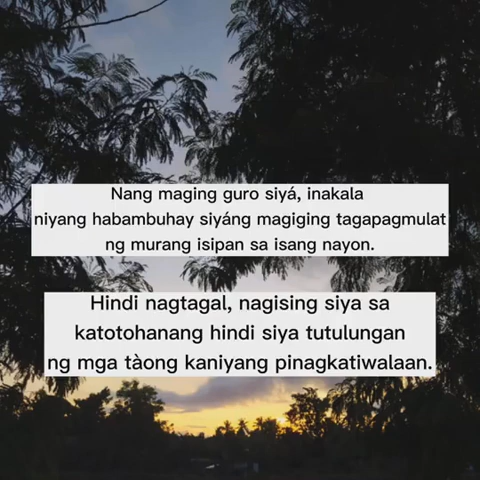 Nang maging guro siyá, inakala
niyang habambuhay siyáng magiging tagapagmulat
ng murang isipan sa isang nayon.
Hindi nagtagal, nagising siya sa
katotohanang hindi siya tutulungan
ng mga tàong kaniyang pinagkatiwalaan.